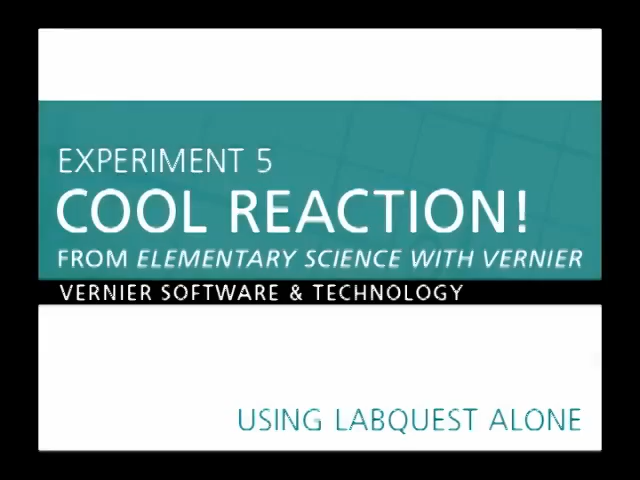 EXPERIMENT 5
COOL REACTION!
FROM ELEMENTARY SCIENCE WITH VERNIER
VERNIER SOFTWARE & TECHNOLOGY
USING LABQUEST ALONE